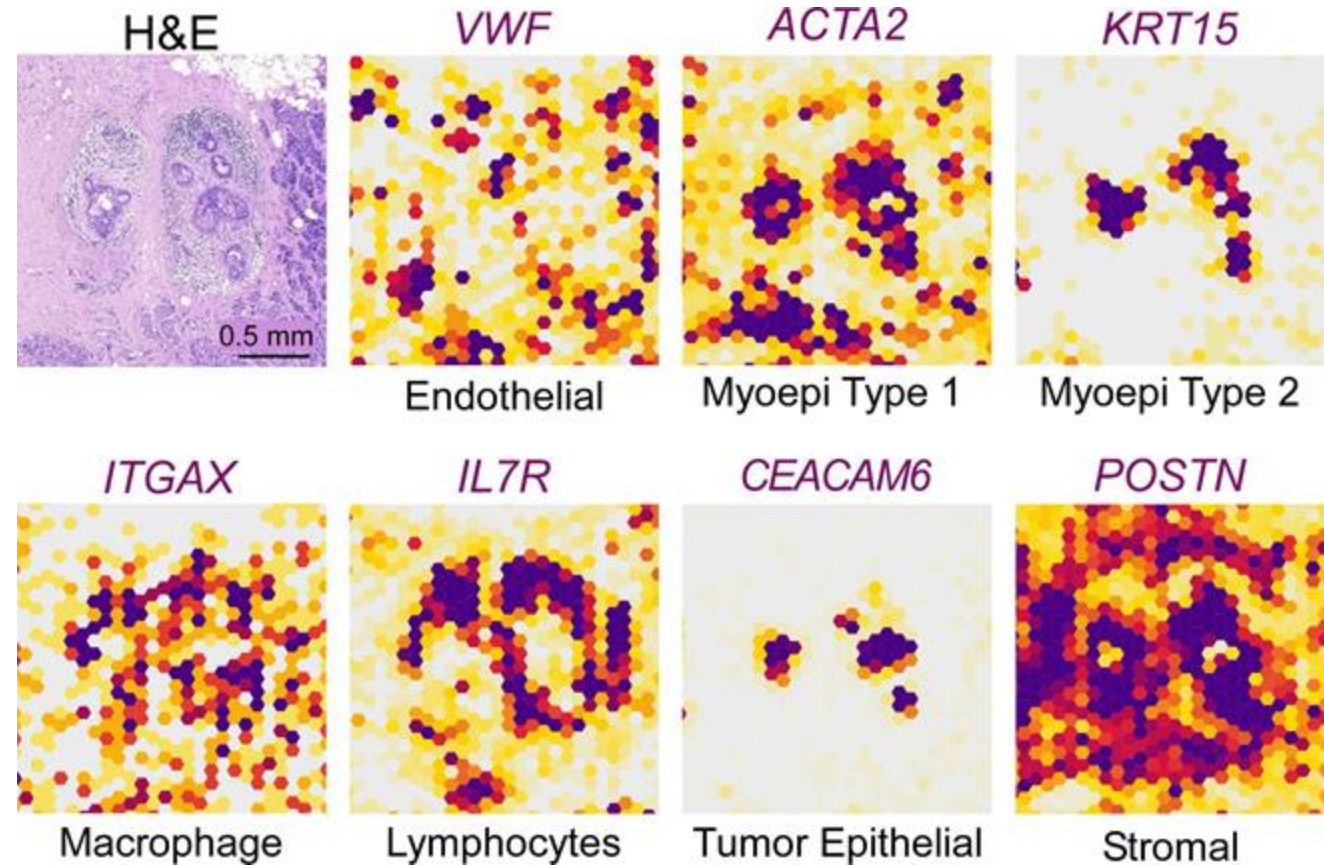 H&E VWF ACTA2 KRT15
0.5 mm
Endothelial Myoepi Type 1 Myoepi Type 2
ITGAX IL7R CEACAM6 POSTN
Macrophage Lymphocytes Tumor Epithelial Stromal